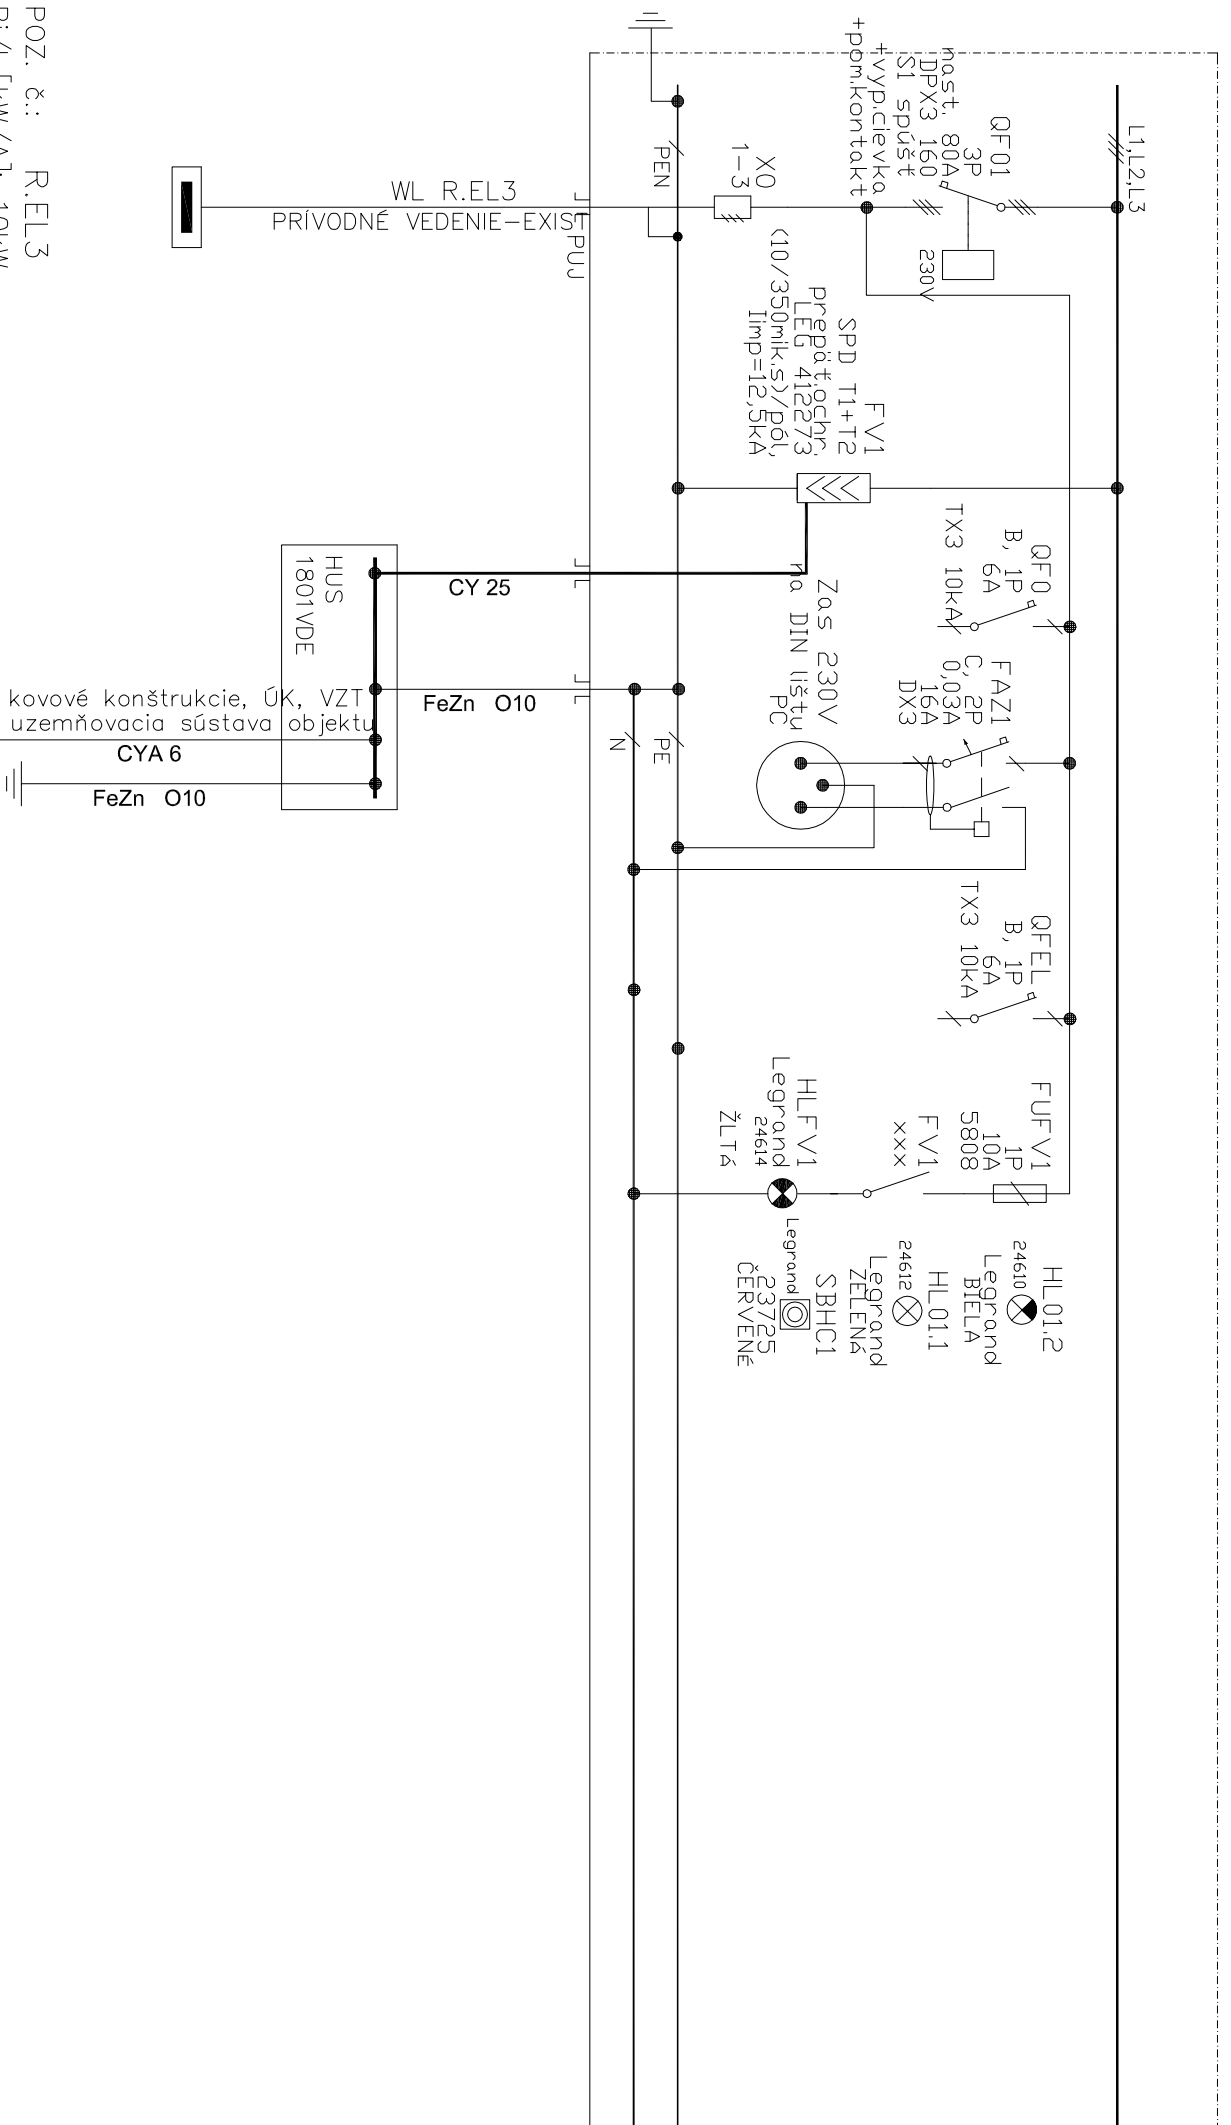 L1,L2,L3
QF01
3P
nast. 80A
DPX3 160
S1 spúšť
+vyp.cievka
+pom.kontakt
230V
PEN
X0
1-3
WL R.EL3
PRÍVODNÉ VEDENIE-EXIST
PUJ
FV1
SPD T1+T2
prepäť.ochr.
LEG 412273
(10/350mik.s)/pól,
Iimp=12,5kA
QF0
B, 1P
6A
TX3 10kA
Zas 230V
na DIN lištu
PC
FAZ1
C, 2P
0,03A
16A
DX3
PE
N
HUS
1801VDE
CY 25
FeZn O10
kovové konštrukcie, ÚK, VZT
uzemňovacia sústava objektu
CYA 6
FeZn O10
QFEL
B, 1P
6A
TX3 10kA
FUFV1
1P
10A
5808
FV1
xxx
HLFV1
Legrand
24614
ŽLTÁ
HL01.2
24610
Legrand
BIELA
HL01.1
24612
Legrand
ZELENÁ
SBHC1
Legrand
23725
ČERVENÉ
POZ. č.: R.EL3